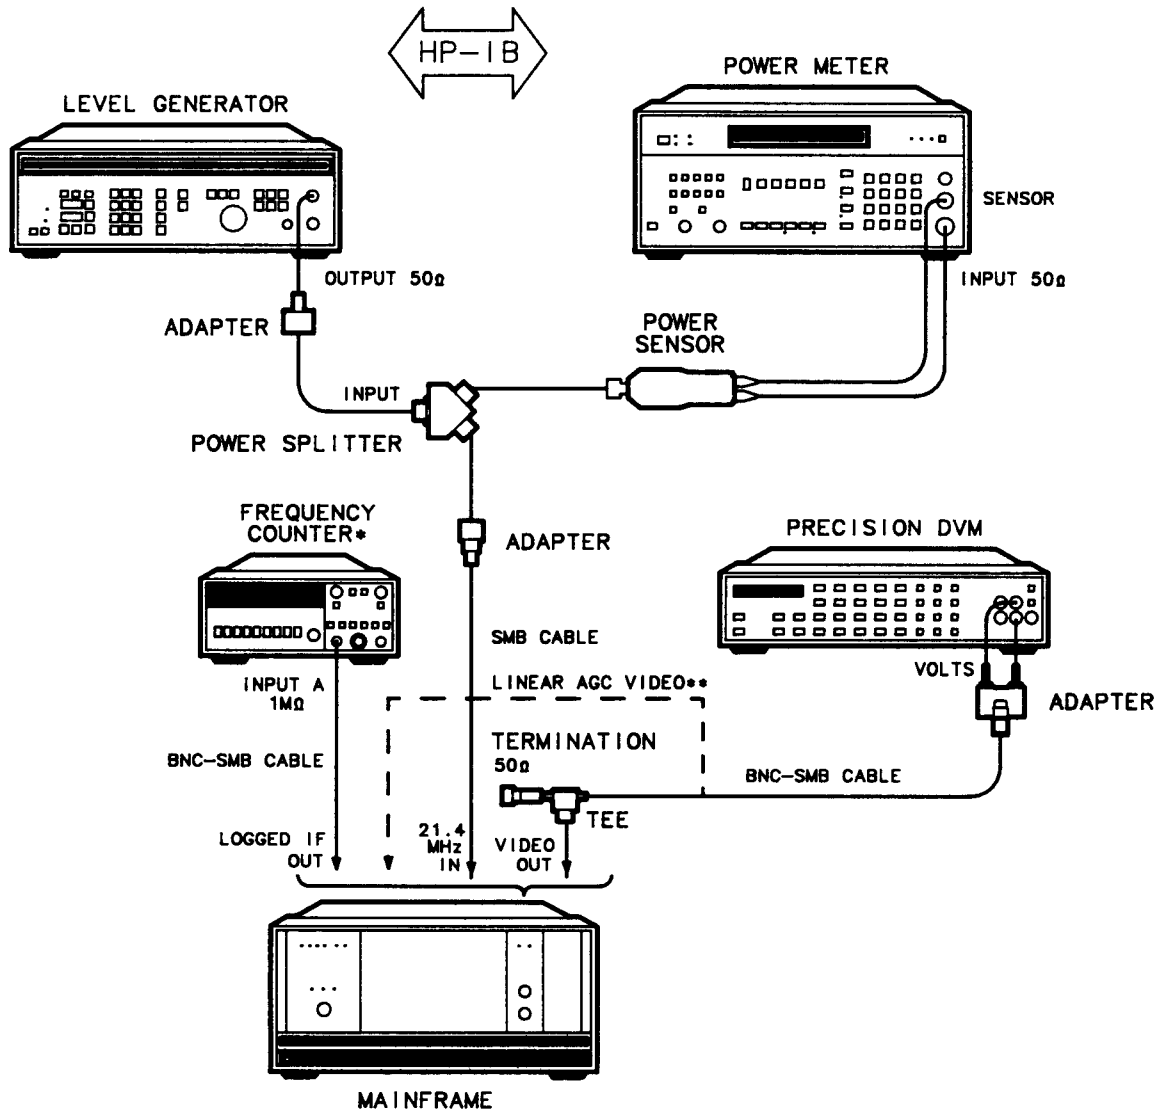 HP-IB
LEVEL GENERATOR
POWER METER
SENSOR
OUTPUT 50Ω
INPUT 50Ω
ADAPTER
POWER
SENSOR
INPUT
POWER SPLITTER
FREQUENCY
COUNTER*
ADAPTER
PRECISION DVM
SMB CABLE
VOLTS
INPUT A
1MΩ
LINEAR AGC VIDEO**
ADAPTER
TERMINATION
50Ω
BNC-SMB CABLE
BNC-SMB CABLE
TEE
LOGGED IF
OUT
21.4
MHz
IN
VIDEO
OUT
MAINFRAME